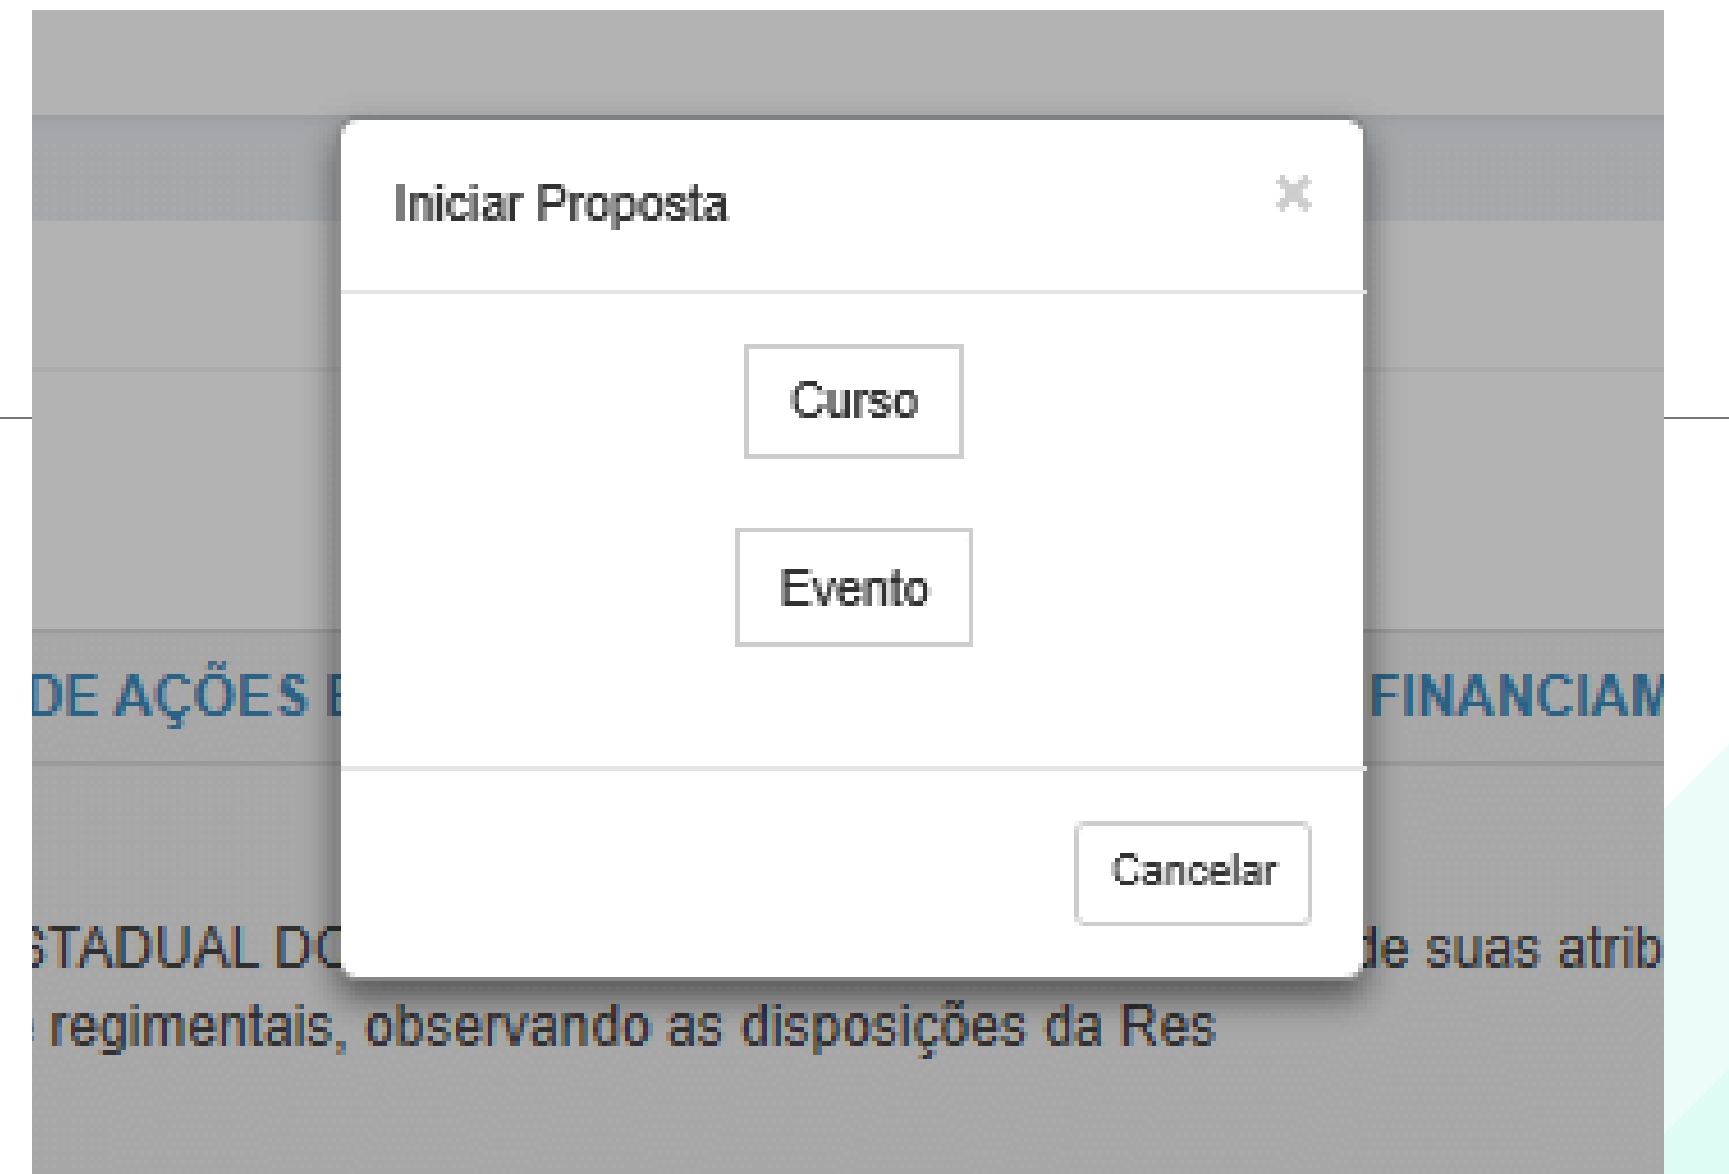 Iniciar Proposta ×
Curso
Evento
DE AÇÕES
FINANCIAM
Cancelar
STADUAL DO
de suas atrib
regimentais, observando as disposições da Res